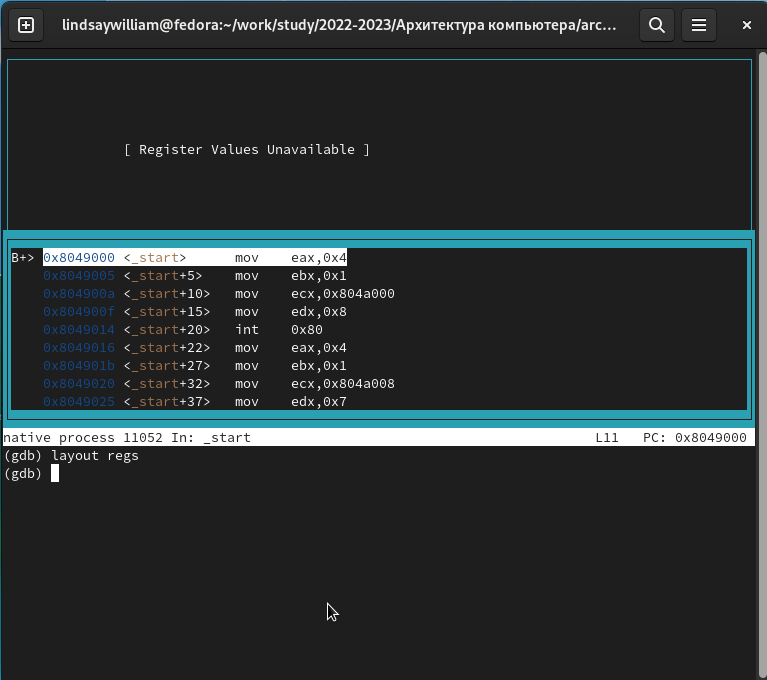 lindsaywilliam@fedora:~/work/study/2022-2023/Архитектура компьютера/arc...
[ Register Values Unavailable ]
B+> 0x8049000 <_start> mov eax,0x4
0x8049005 <_start+5> mov ebx,0x1
0x804900a <_start+10> mov ecx,0x804a000
0x804900f <_start+15> mov edx,0x8
0x8049014 <_start+20> int 0x80
0x8049016 <_start+22> mov eax,0x4
0x804901b <_start+27> mov ebx,0x1
0x8049020 <_start+32> mov ecx,0x804a008
0x8049025 <_start+37> mov edx,0x7
native process 11052 In: _start L11 PC: 0x8049000
(gdb) layout regs
(gdb)